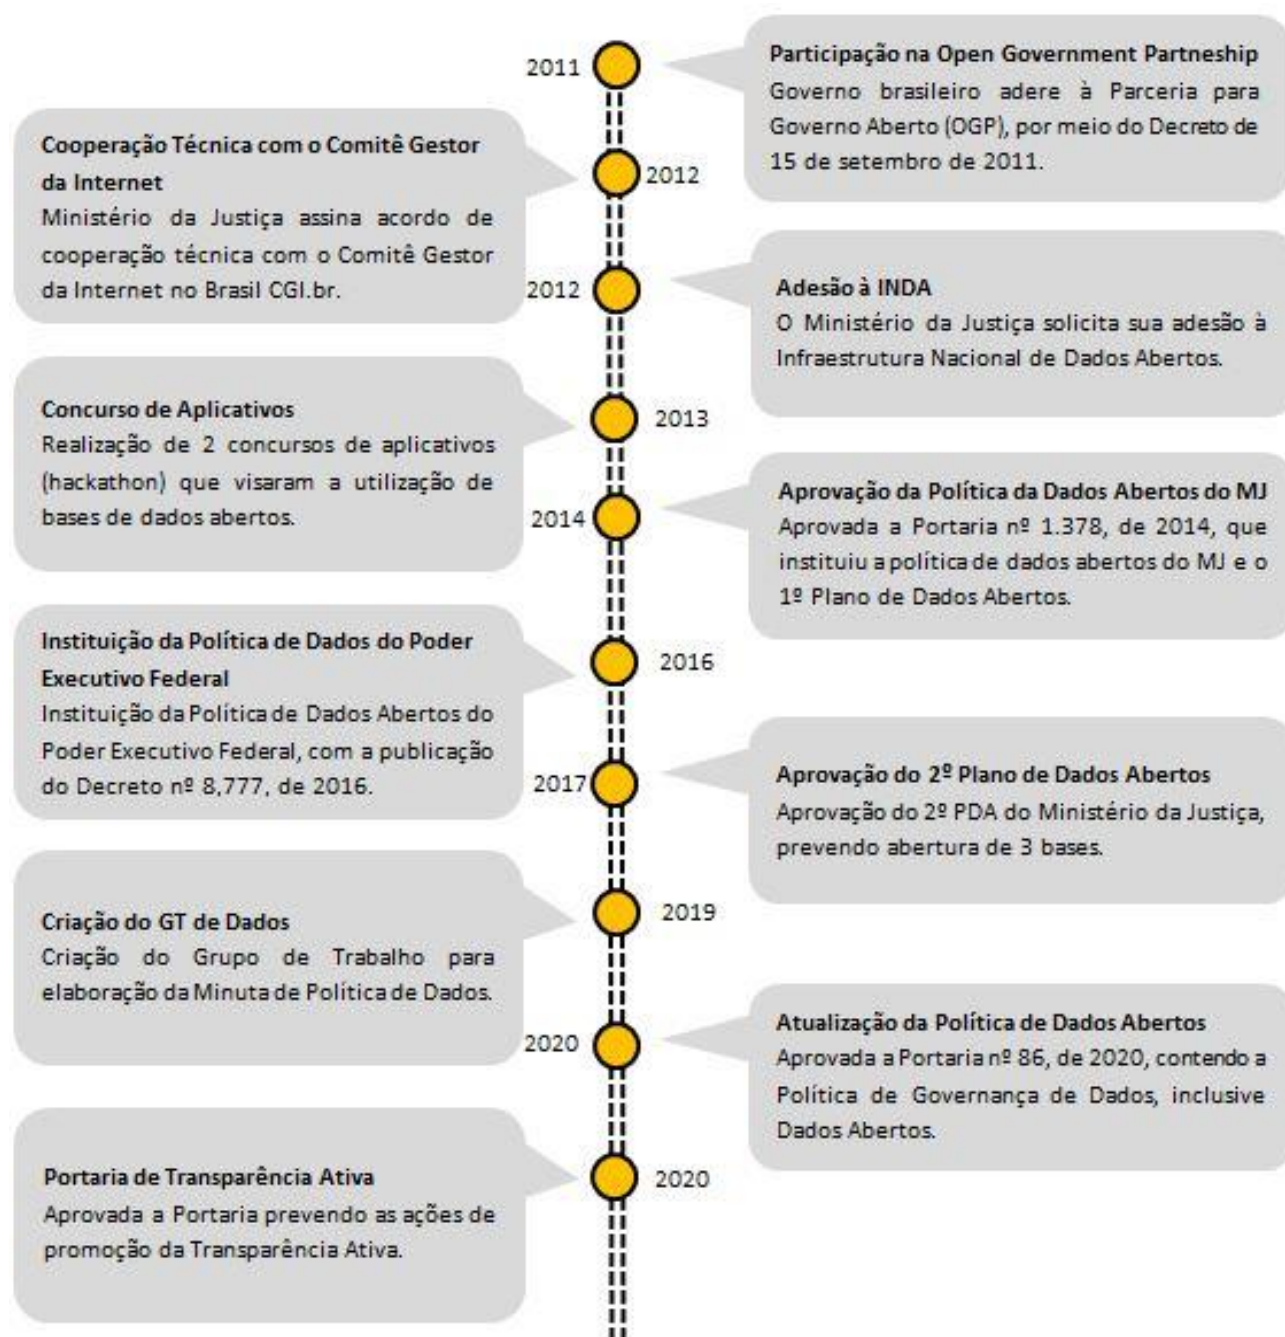 2011
Participação na Open Government Partneship
Governo brasileiro adere à Parceria para
Governo Aberto (OGP), por meio do Decreto de
15 de setembro de 2011.
Cooperação Técnica com o Comitê Gestor
da Internet
Ministério da Justiça assina acordo de
cooperação técnica com o Comitê Gestor
da Internet no Brasil CGI.br.
2012
2012
Adesão à INDA
O Ministério da Justiça solicita sua adesão à
Infraestrutura Nacional de Dados Abertos.
Concurso de Aplicativos
Realização de 2 concursos de aplicativos
(hackathon) que visaram a utilização de
bases de dados abertos.
2013
2014
Aprovação da Política da Dados Abertos do MJ
Aprovada a Portaria nº 1.378, de 2014, que
instituiu a política de dados abertos do MJ e o
1º Plano de Dados Abertos.
Instituição da Política de Dados do Poder
Executivo Federal
Instituição da Política de Dados Abertos do
Poder Executivo Federal, com a publicação
do Decreto nº 8,777, de 2016.
2016
2017
Aprovação do 2º Plano de Dados Abertos
Aprovação do 2º PDA do Ministério da Justiça,
prevendo abertura de 3 bases.
Criação do GT de Dados
Criação do Grupo de Trabalho para
elaboração da Minuta de Política de Dados.
2019
2020
Atualização da Política de Dados Abertos
Aprovada a Portaria nº 86, de 2020, contendo a
Política de Governança de Dados, inclusive
Dados Abertos.
Portaria de Transparência Ativa
Aprovada a Portaria prevendo as ações de
promoção da Transparência Ativa.
2020